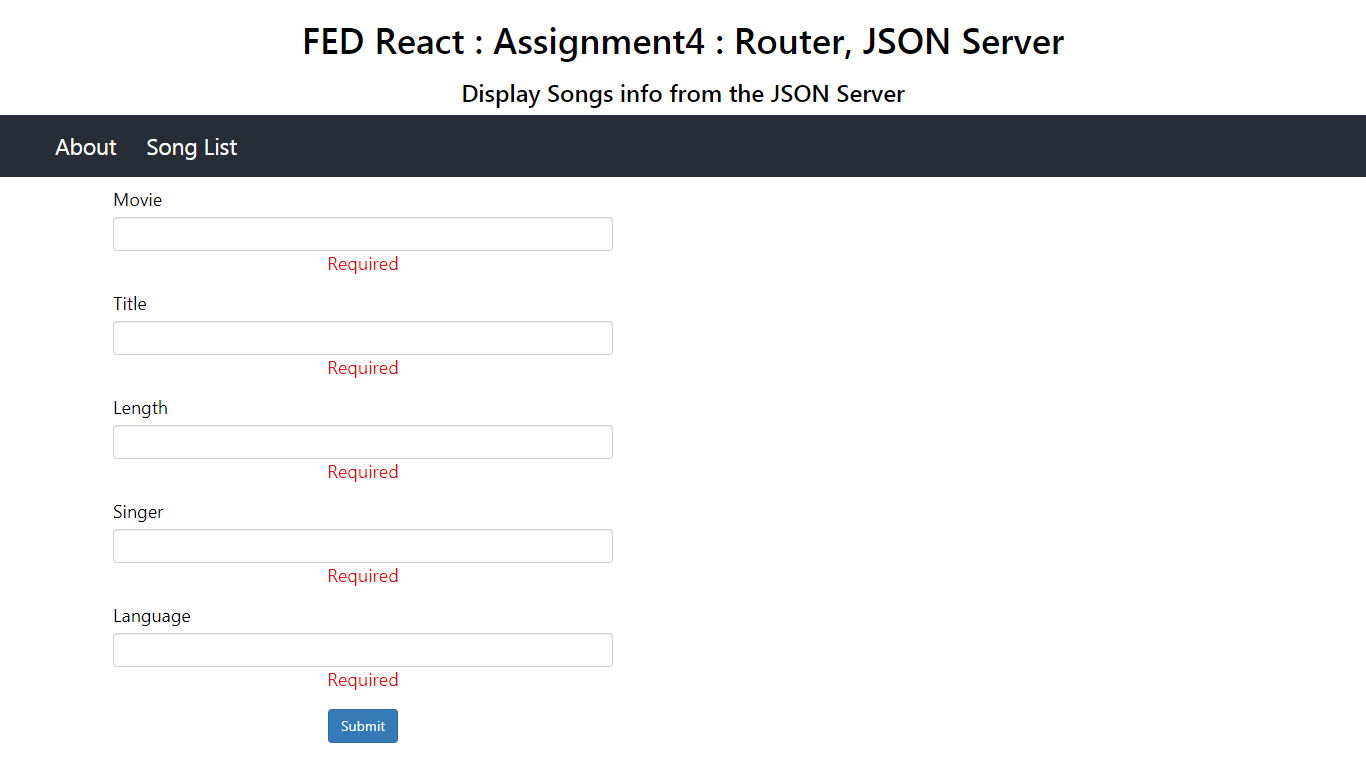 FED React : Assignment4 : Router, JSON Server
Display Songs info from the JSON Server
About Song List
Movie
Required
Title
Required
Length
Required
Singer
Required
Language
Required
Submit